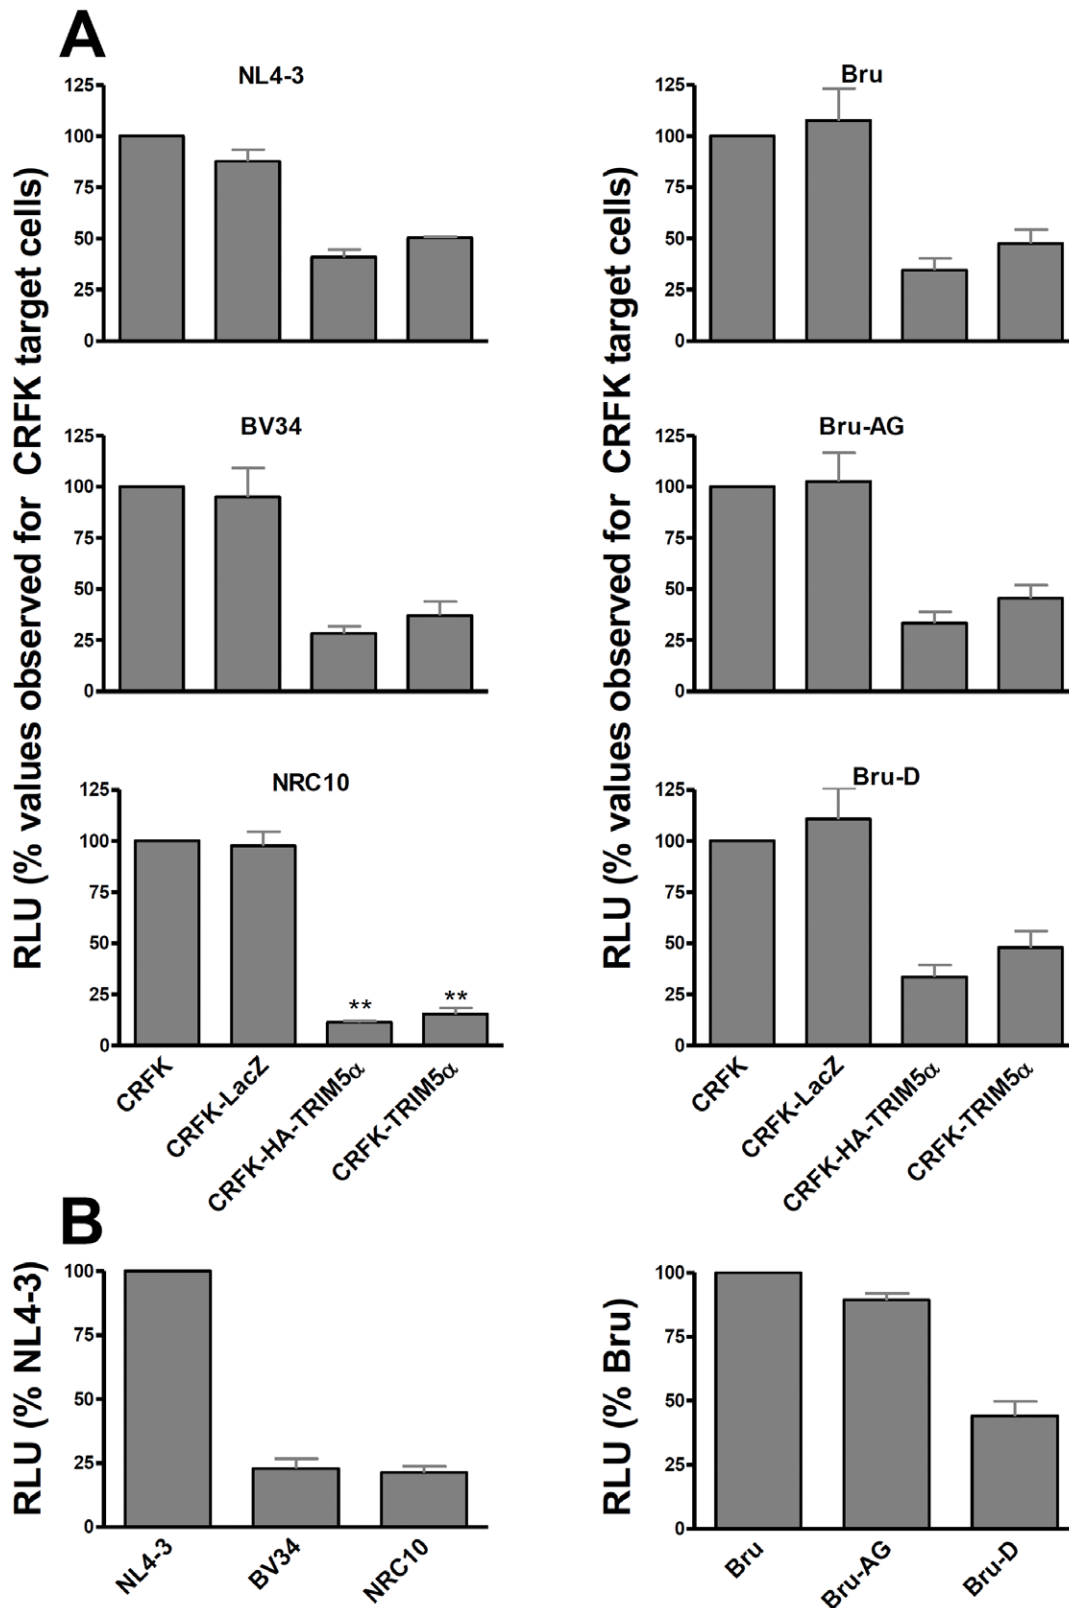 A
RLU (% values observed for CRFK target cells)
NL4-3
125
100
75
50
25
0
BV34
125
100
75
50
25
0
NRC10
125
100
75
50
25
0
**
**
CRFK
CRFK-LacZ
CRFK-HA-TRIM5α
CRFK-TRIM5α
RLU (% values observed for CRFK target cells)
Bru
125
100
75
50
25
0
Bru-AG
125
100
75
50
25
0
Bru-D
125
100
75
50
25
0
CRFK
CRFK-LacZ
CRFK-HA-TRIM5α
CRFK-TRIM5α
B
RLU (% NL4-3)
100
75
50
25
0
NL4-3
BV34
NRC10
RLU (% Bru)
100
75
50
25
0
Bru
Bru-AG
Bru-D